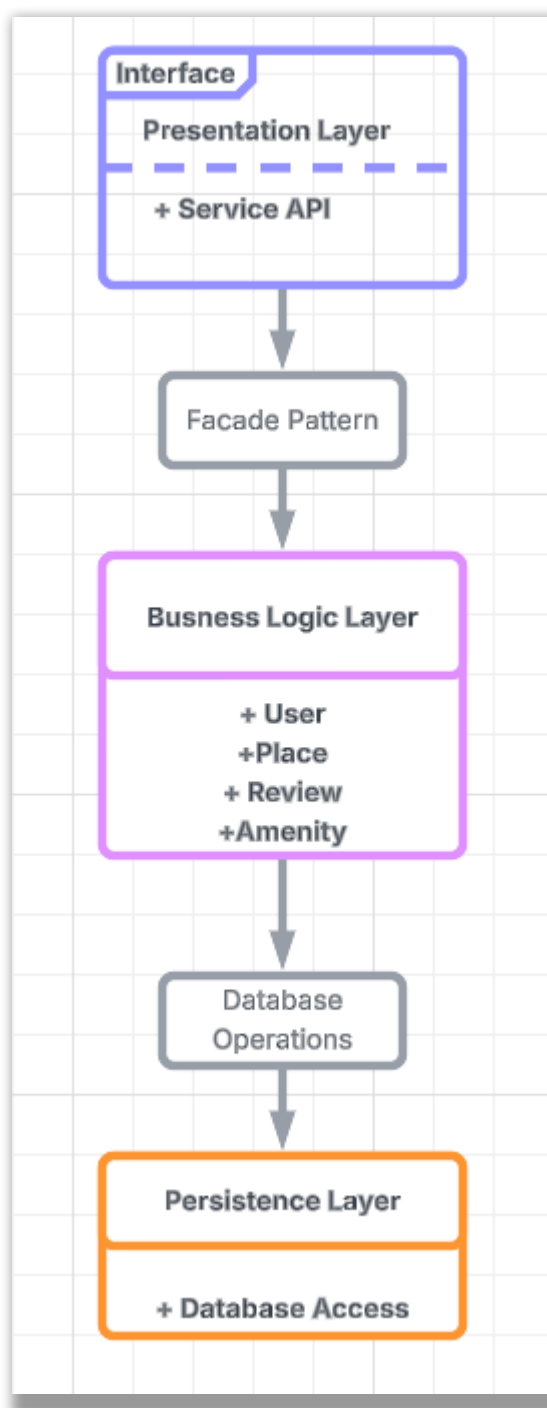 Interface
Presentation Layer
+ Service API
Facade Pattern
Busness Logic Layer
+ User
+Place
+ Review
+Amenity
Database
Operations
Persistence Layer
+ Database Access